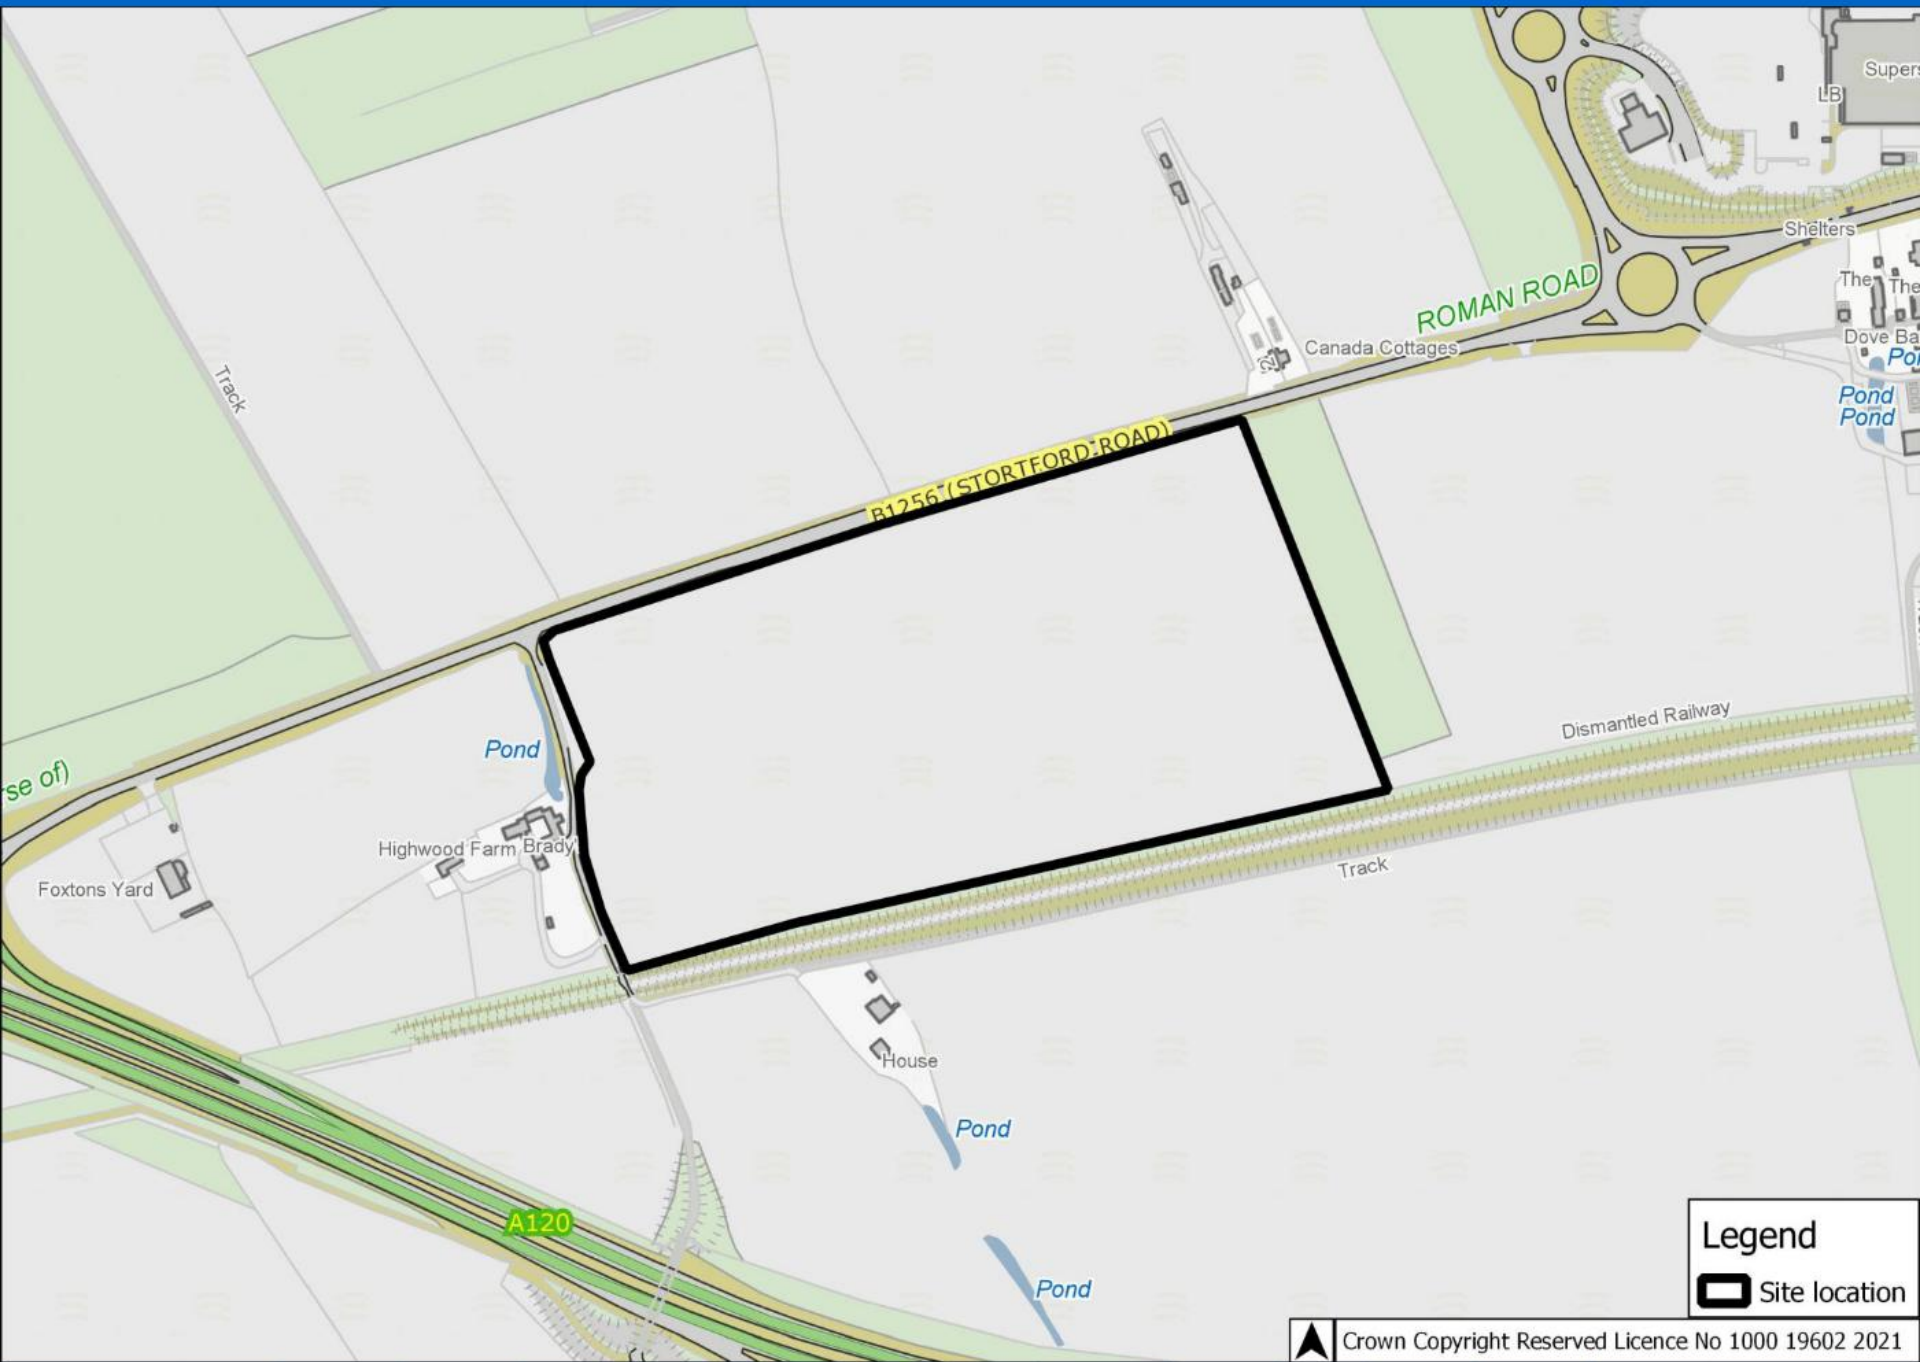 Supers
LB
Shelters
The
The
ROMAN ROAD
Dove Ba
Canada Cottages
Track
Pond
Pond
B1256 (STORTFORD ROAD)
Dismantled Railway
Pond
rse of)
Highwood Farm
Brady
Track
Foxtons Yard
House
Pond
A120
Pond
Legend
Site location
Crown Copyright Reserved Licence No 1000 19602 2021